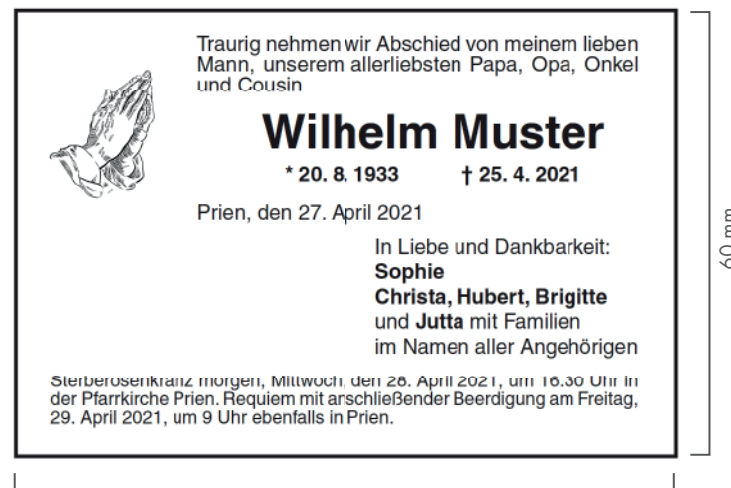 Traurig nehmen wir Abschied von meinem lieben
Mann, unserem allerliebsten Papa, Opa, Onkel
und Cousin
Wilhelm Muster
* 20. 8. 1933 † 25. 4. 2021
Prien, den 27. April 2021
In Liebe und Dankbarkeit:
Sophie
Christa, Hubert, Brigitte
und Jutta mit Familien
im Namen aller Angehörigen
Sterberosenkranz morgen, Mittwoch, den 28. April 2021, um 16.30 Uhr in
der Pfarrkirche Prien. Requiem mit anschließender Beerdigung am Freitag,
29. April 2021, um 9 Uhr ebenfalls in Prien.
60 mm